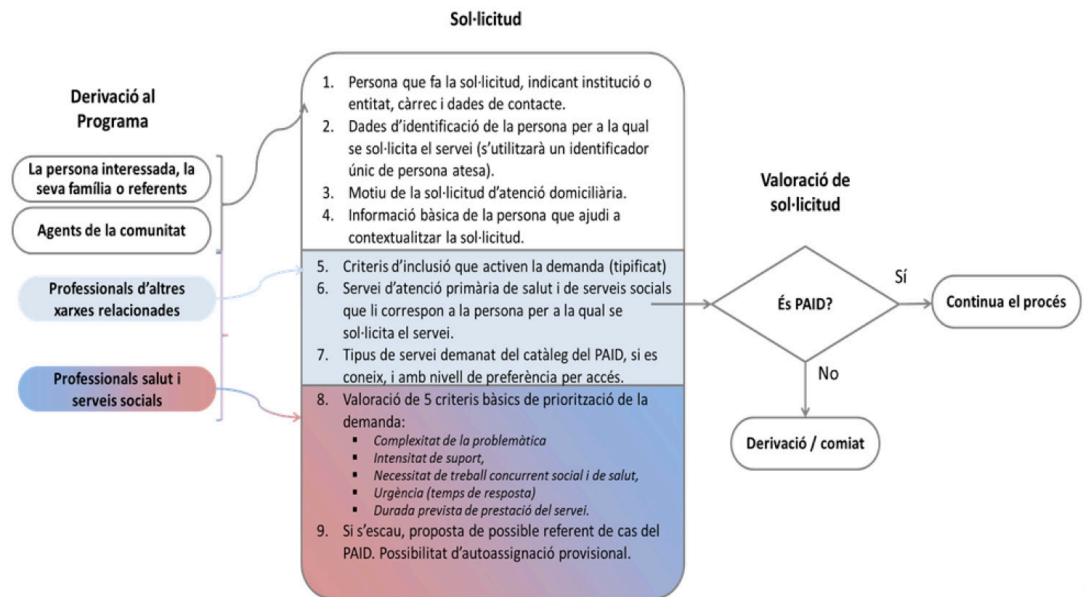 Sol·licitud
Derivació al
Programa
La persona interessada, la
seva família o referents
Agents de la comunitat
Professionals d'altres
xarxes relacionades
Professionals salut i
serveis socials
1. Persona que fa la sol·licitud, indicant institució o
entitat, càrrec i dades de contacte.
2. Dades d'identificació de la persona per a la qual
se sol·licita el servei (s'utilitzarà un identificador
únic de persona atesa).
3. Motiu de la sol·licitud d'atenció domiciliària.
4. Informació bàsica de la persona que ajudi a
contextualitzar la sol·licitud.
5. Criteris d'inclusió que activen la demanda (tipificat)
6. Servei d'atenció primària de salut i de serveis socials
que li correspon a la persona per a la qual se
sol·licita el servei.
7. Tipus de servei demanat del catàleg del PAID, si es
coneix, i amb nivell de preferència per accés.
8. Valoració de 5 criteris bàsics de priorització de la
demanda:
▪ Complexitat de la problemàtica
▪ Intensitat de suport,
▪ Necessitat de treball concurrent social i de salut,
▪ Urgència (temps de resposta)
▪ Durada prevista de prestació del servei.
9. Si s'escau, proposta de possible referent de cas del
PAID. Possibilitat d'autoassignació provisional.
Valoració de
sol·licitud
És PAID?
Sí
Continua el procés
No
Derivació / comiat